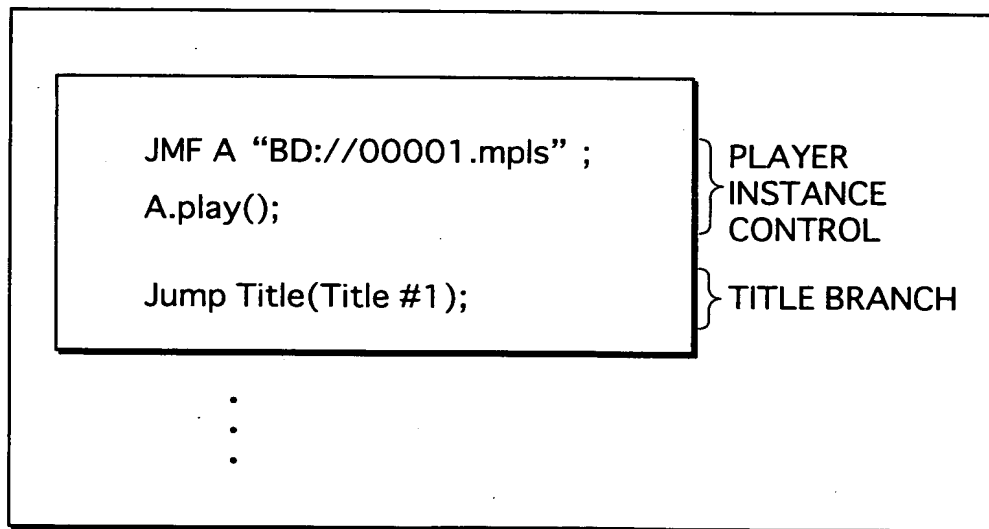 JMF A “BD://00001.mpls” ;
A.play();
Jump Title(Title #1);
PLAYER
INSTANCE
CONTROL
TITLE BRANCH